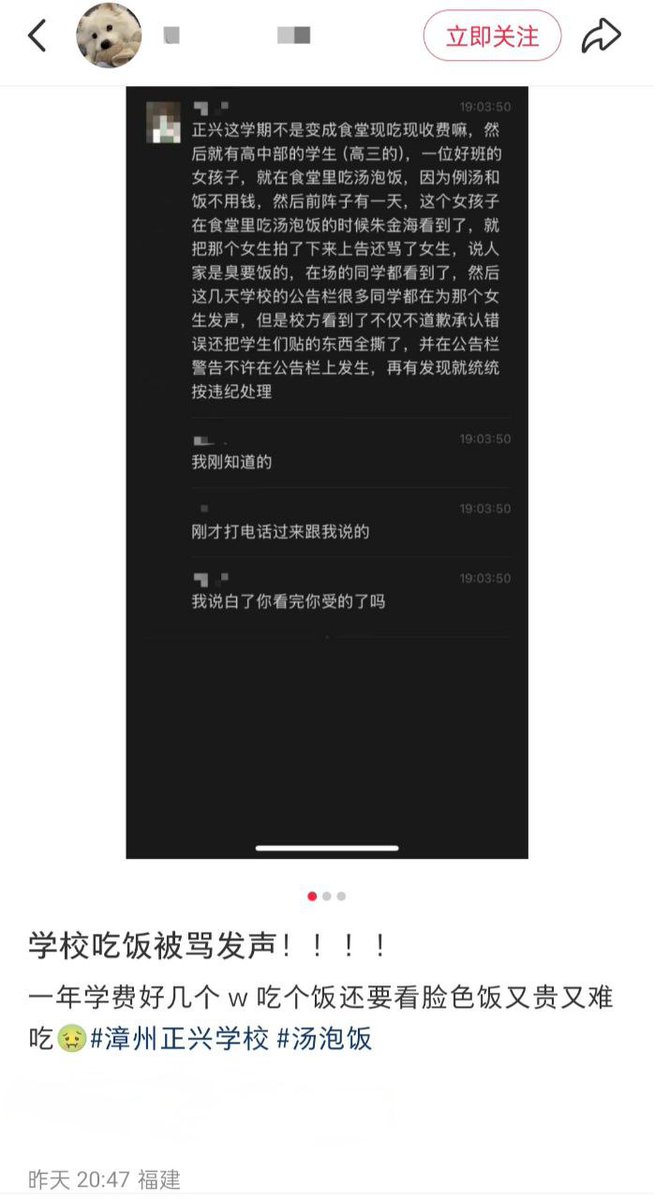 立即关注
19:03:50
正兴这学期不是变成食堂现吃现收费嘛，然
后就有高中部的学生（高三的），一位好班的
女孩子，就在食堂里吃汤泡饭，因为例汤和
饭不用钱，然后前阵子有一天，这个女孩子
在食堂里吃汤泡饭的时候朱金海看到了，就
把那个女生拍了下来上告还骂了女生，说人
家是臭要饭的，在场的同学都看到了，然后
这几天学校的公告栏很多同学都在为那个女
生发声，但是校方看到了不仅不道歉承认错
误还把学生们贴的东西全撕了，并在公告栏
警告不许在公告栏上发生，再有发现就统统
按违纪处理
19:03:50
我刚知道的
19:03:50
刚才打电话过来跟我说的
19:03:50
我说白了你看完你受的了吗
学校吃饭被骂发声！！！！
一年学费好几个 w 吃个饭还要看脸色饭又贵又难
吃🤢#漳州正兴学校 #汤泡饭
昨天 20:47 福建